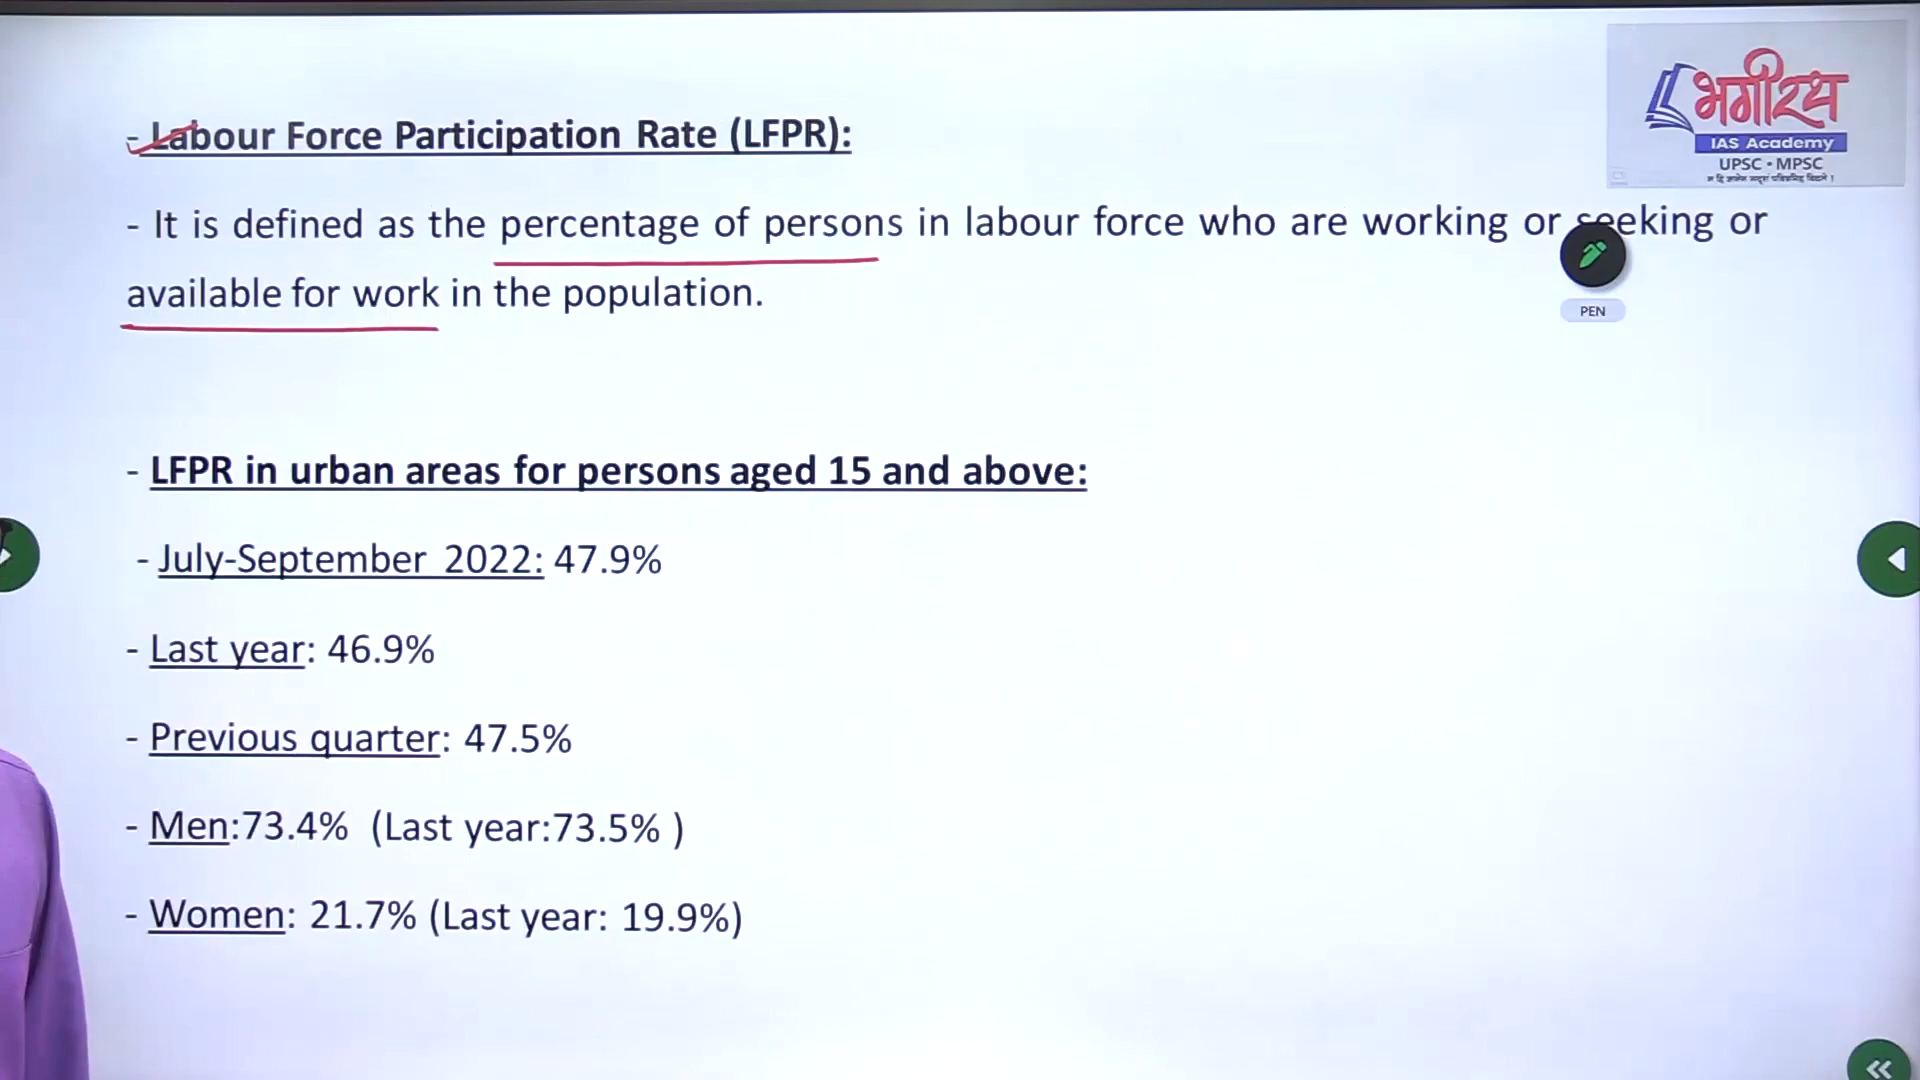 भगीरथ
IAS Academy
UPSC • MPSC
- Labour Force Participation Rate (LFPR):
- It is defined as the percentage of persons in labour force who are working or seeking or
available for work in the population.
PEN
- LFPR in urban areas for persons aged 15 and above:
- July-September 2022: 47.9%
- Last year: 46.9%
- Previous quarter: 47.5%
- Men:73.4% (Last year:73.5% )
- Women: 21.7% (Last year: 19.9%)